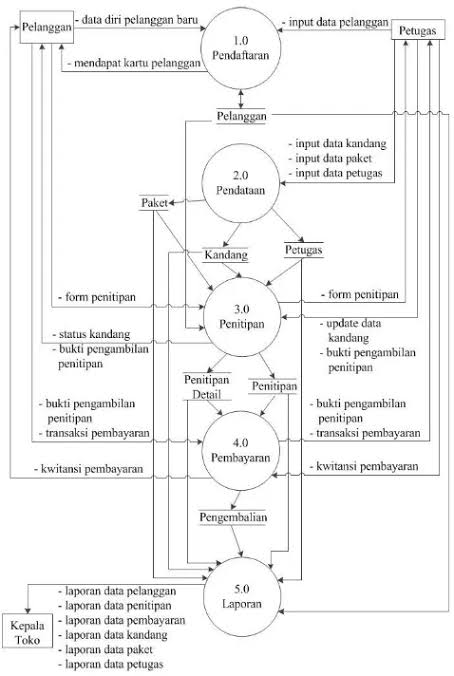 Pelanggan
- data diri pelanggan baru
- mendapat kartu pelanggan
1.0
Pendaftaran
- input data pelanggan
Petugas
Pelanggan
- input data kandang
- input data paket
- input data petugas
2.0
Pendataan
Paket
Kandang
Petugas
- form penitipan
3.0
Penitipan
- form penitipan
- status kandang
- bukti pengambilan
penitipan
- update data
kandang
- bukti pengambilan
penitipan
Penitipan
Detail
Penitipan
- bukti pengambilan
penitipan
- transaksi pembayaran
- kwitansi pembayaran
4.0
Pembayaran
- bukti pengambilan
penitipan
- transaksi pembayaran
- kwitansi pembayaran
Pengembalian
5.0
Laporan
- laporan data pelanggan
- laporan data penitipan
- laporan data pembayaran
- laporan data kandang
- laporan data paket
- laporan data petugas
Kepala
Toko